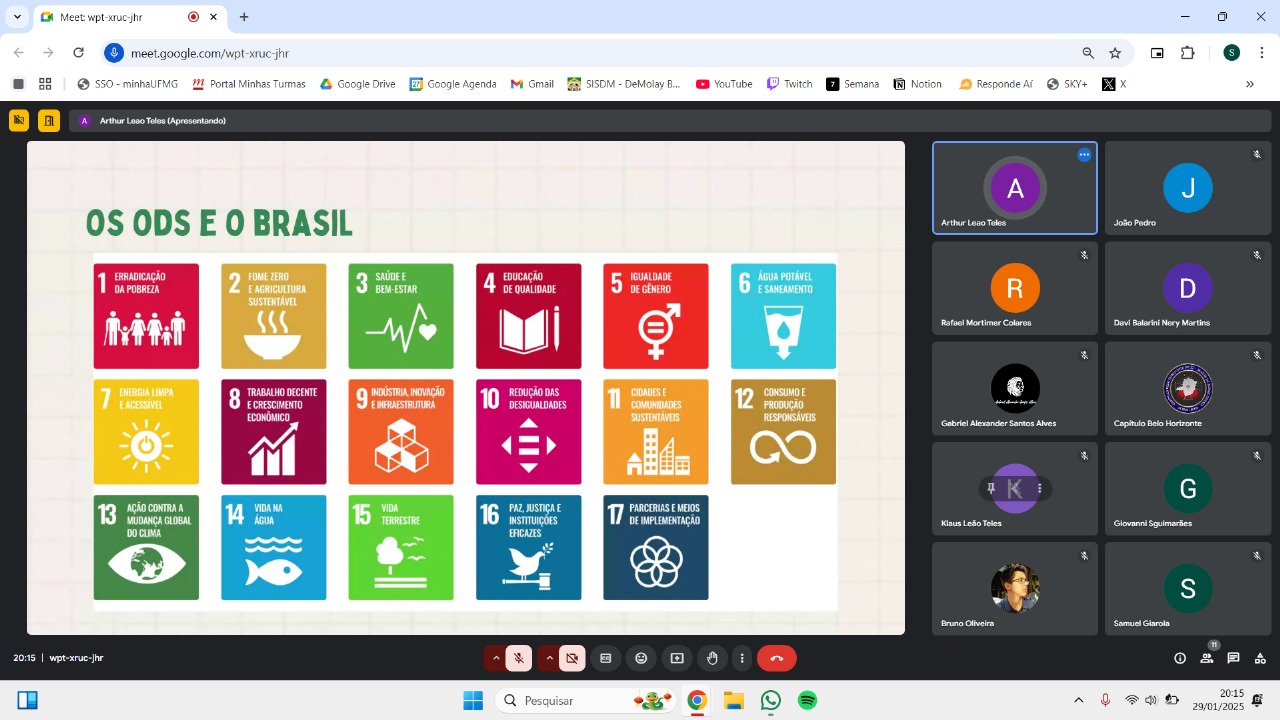 Meet: wpt-xruc-jhr
meet.google.com/wpt-xruc-jhr
S
SSO - minhaUFMG
Portal Minhas Turmas
Google Drive
27
Google Agenda
Gmail
SISDM - DeMolay B...
YouTube
Twitch
7
Semana
Notion
Responde Aí
SKY+
X
A
Arthur Leao Teles (Apresentando)
OS ODS E O BRASIL
1 ERRADICAÇÃO
DA POBREZA
2 FOME ZERO
E AGRICULTURA
SUSTENTÁVEL
3 SAÚDE E
BEM-ESTAR
4 EDUCAÇÃO
DE QUALIDADE
5 IGUALDADE
DE GÊNERO
6 ÁGUA POTÁVEL
E SANEAMENTO
7 ENERGIA LIMPA
E ACESSÍVEL
8 TRABALHO DECENTE
E CRESCIMENTO
ECONÔMICO
9 INDÚSTRIA, INOVAÇÃO
E INFRAESTRUTURA
10 REDUÇÃO DAS
DESIGUALDADES
11 CIDADES E
COMUNIDADES
SUSTENTÁVEIS
12 CONSUMO E
PRODUÇÃO
RESPONSÁVEIS
13 AÇÃO CONTRA A
MUDANÇA GLOBAL
DO CLIMA
14 VIDA NA
ÁGUA
15 VIDA
TERRESTRE
16 PAZ, JUSTIÇA E
INSTITUIÇÕES
EFICAZES
17 PARCERIAS E MEIOS
DE IMPLEMENTAÇÃO
A
Arthur Leao Teles
J
João Pedro
R
Rafael Mortimer Colares
D
Davi Balarini Nery Martins
Gabriel Alexander Santos Alves
Capítulo Belo Horizonte
K
Klaus Leão Teles
G
Giovanni Sguimarães
Bruno Oliveira
S
Samuel Giarola
20:15 | wpt-xruc-jhr
11
Pesquisar
20:15
29/01/2025